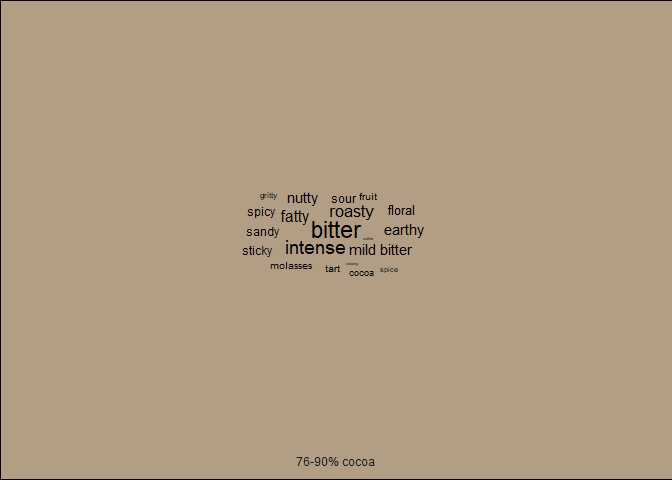 gritty nutty sour fruit
spicy fatty roasty floral
sandy bitter earthy
sticky intense mild bitter
molasses tart cocoa spice
76-90% cocoa